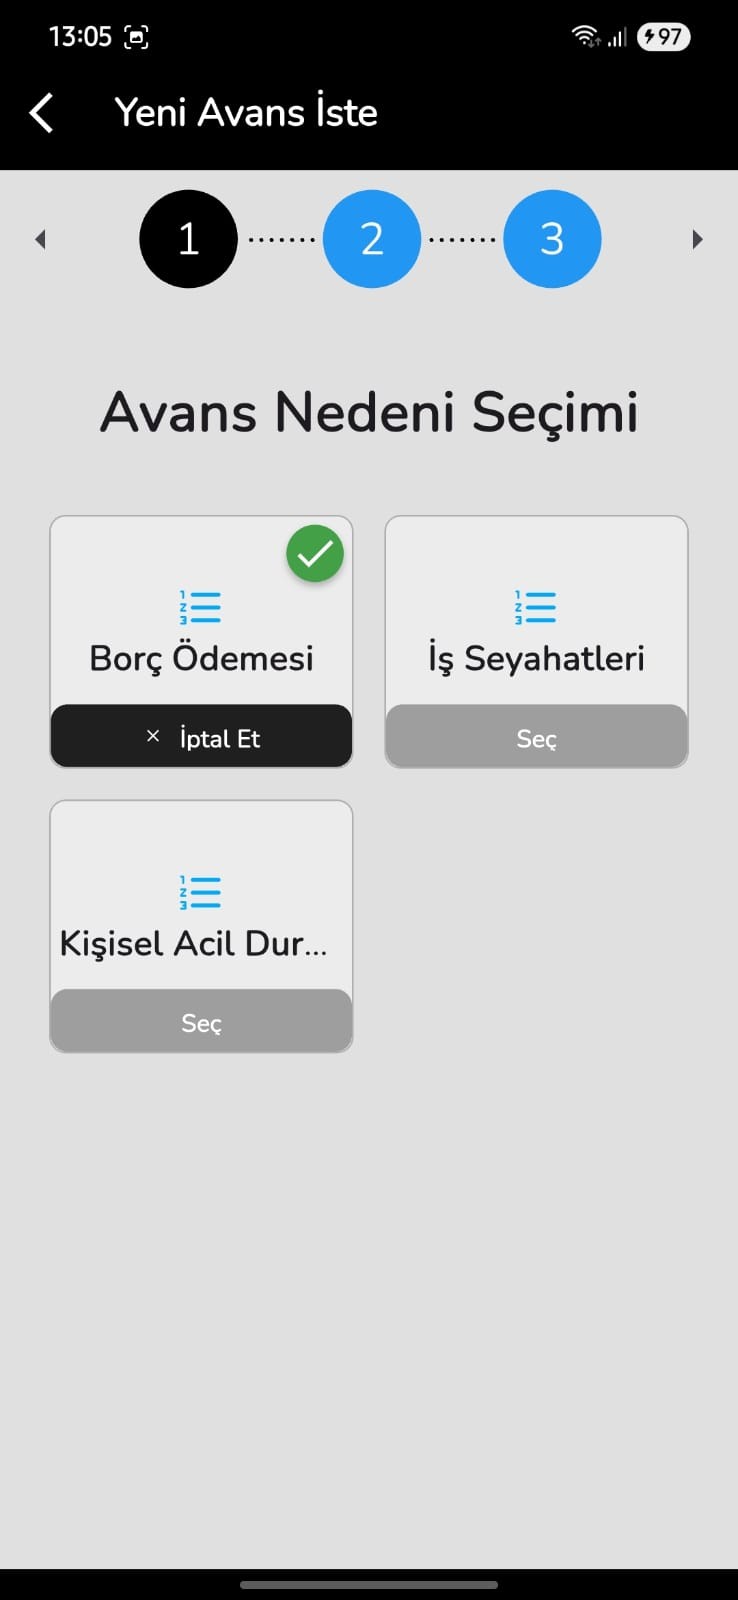 13:05
97
Yeni Avans İste
1
2
3
Avans Nedeni Seçimi
Borç Ödemesi
İptal Et
İş Seyahatleri
Seç
Kişisel Acil Dur...
Seç